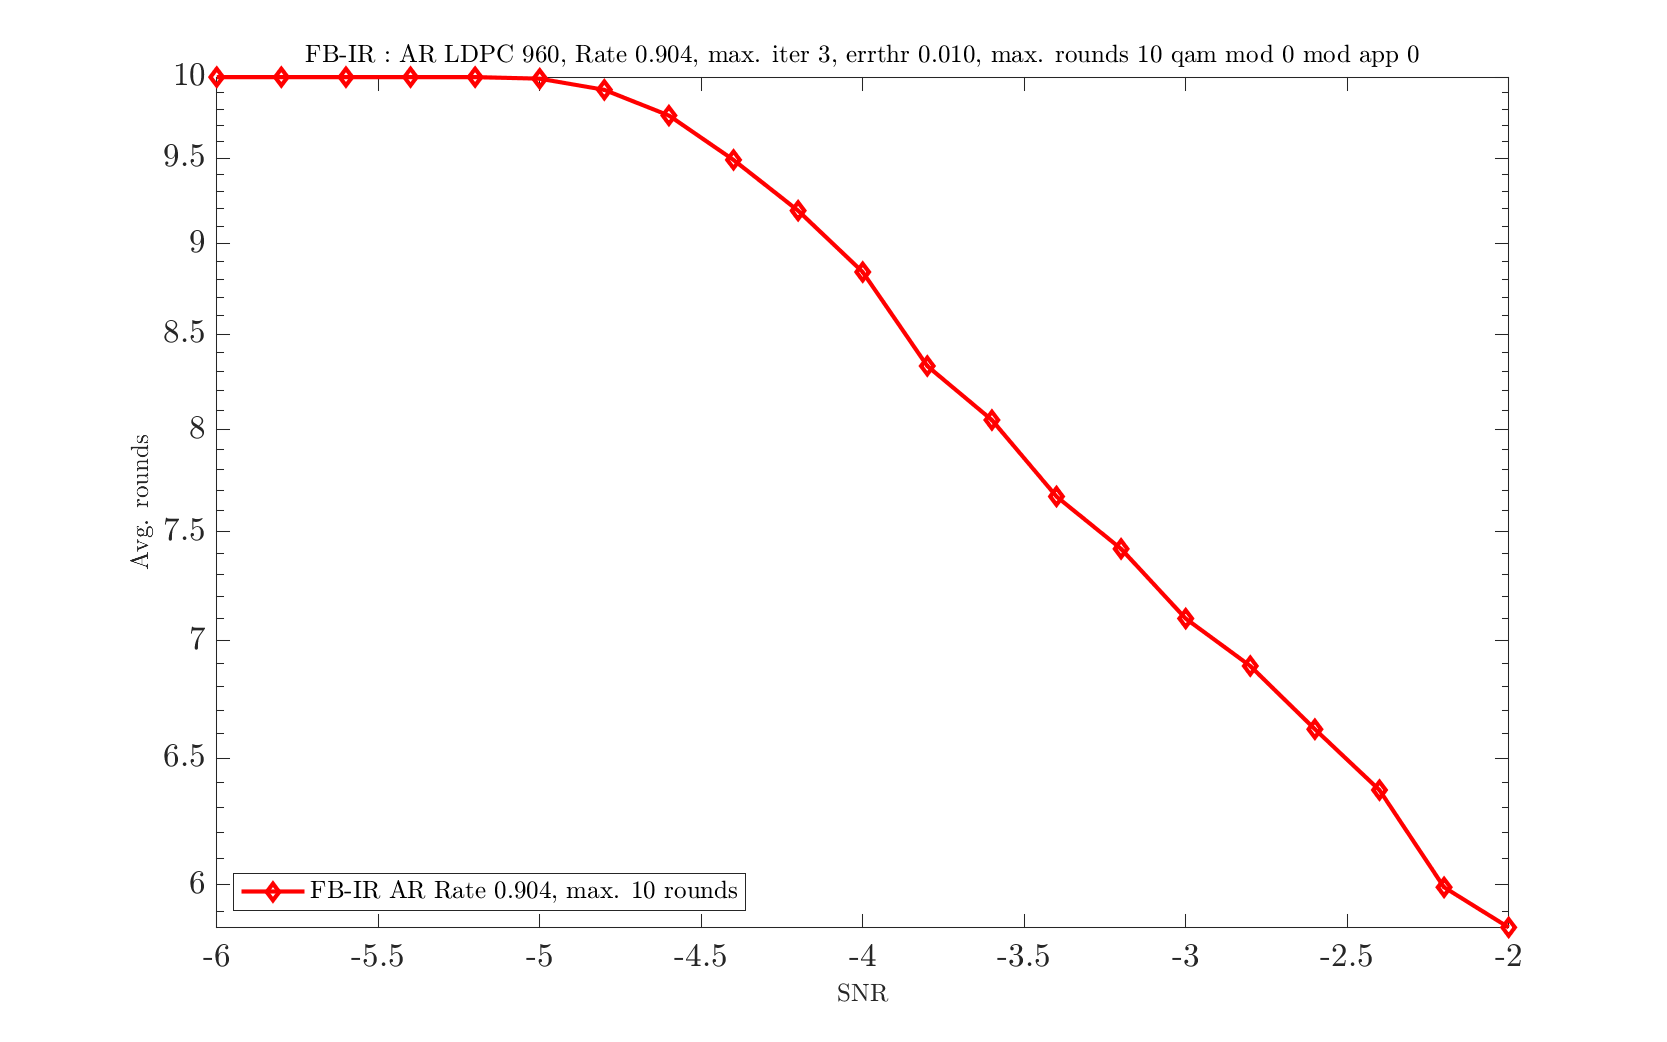 FB-IR : AR LDPC 960, Rate 0.904, max. iter 3, errthr 0.010, max. rounds 10 qam mod 0 mod app 0
10
9.5
9
8.5
8
7.5
7
6.5
6
Avg. rounds
FB-IR AR Rate 0.904, max. 10 rounds
-6 -5.5 -5 -4.5 -4 -3.5 -3 -2.5 -2
SNR